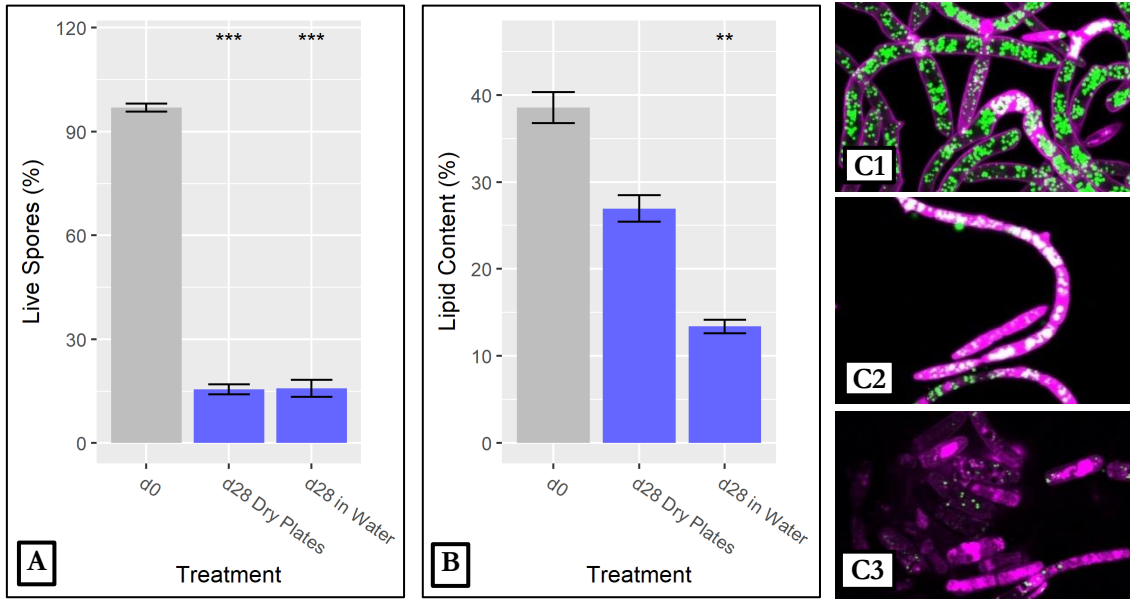 120
90
60
30
0
Live Spores (%)
*** ***
d0
d28 Dry Plates
d28 in Water
Treatment
A
40
30
20
10
0
Lipid Content (%)
**
d0
d28 Dry Plates
d28 in Water
Treatment
B
C1
C2
C3